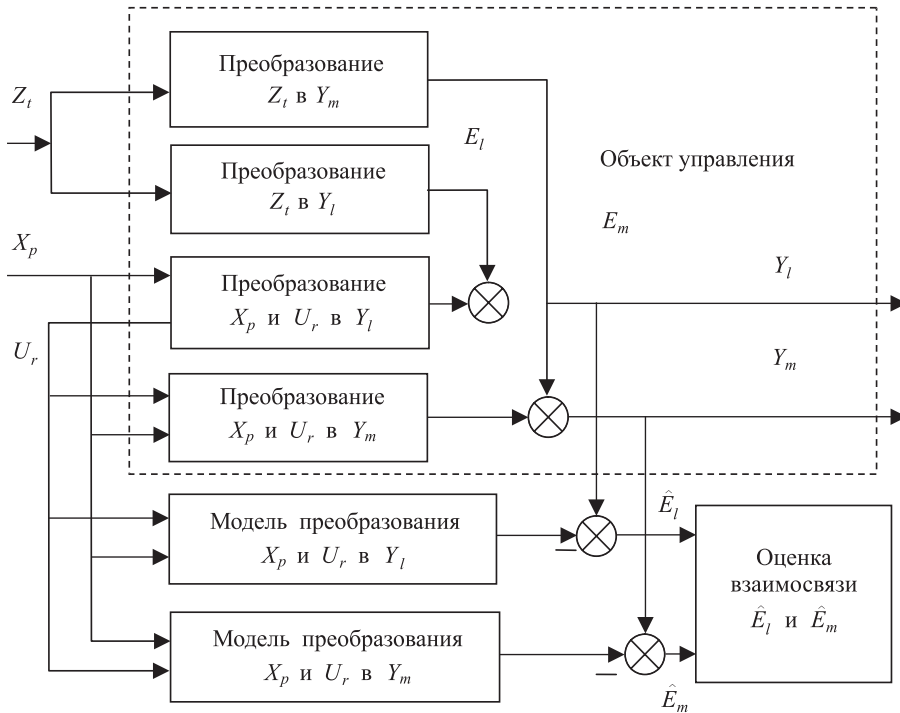 Преобразование
Z_t в Y_m
Z_t
E_l
Объект управления
Преобразование
Z_t в Y_l
E_m
X_p
Y_l
Преобразование
X_p и U_r в Y_l
U_r
Y_m
Преобразование
X_p и U_r в Y_m
Модель преобразования
X_p и U_r в Y_l
–
Ê_l
Оценка
взаимосвязи
Ê_l и Ê_m
Модель преобразования
X_p и U_r в Y_m
–
Ê_m